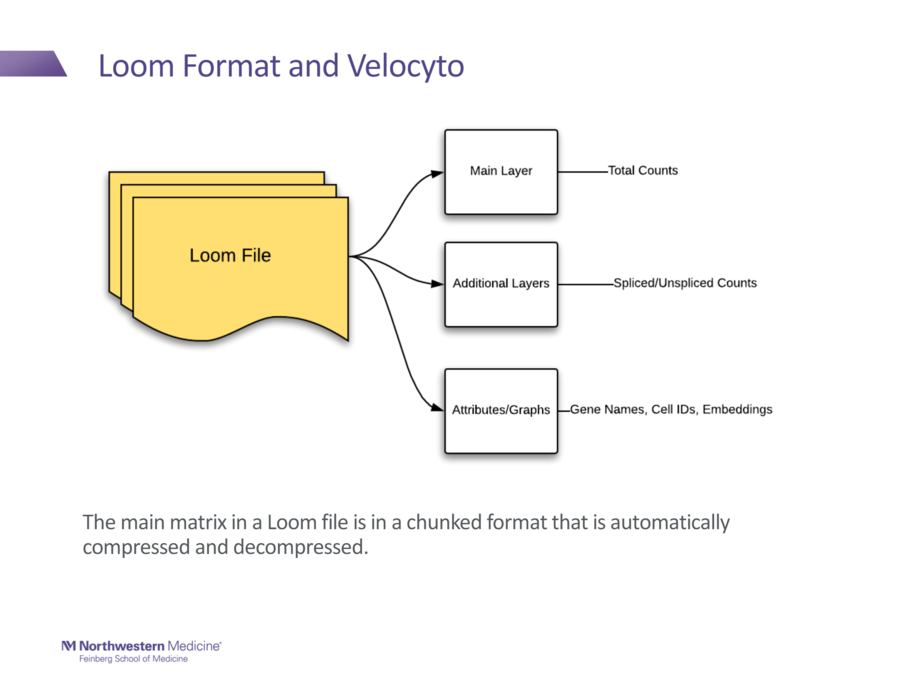 Loom Format and Velocyto
Main Layer
Total Counts
Loom File
Additional Layers
Spliced/Unspliced Counts
Attributes/Graphs
Gene Names, Cell IDs, Embeddings
The main matrix in a Loom file is in a chunked format that is automatically
compressed and decompressed.
NM Northwestern Medicine®
Feinberg School of Medicine